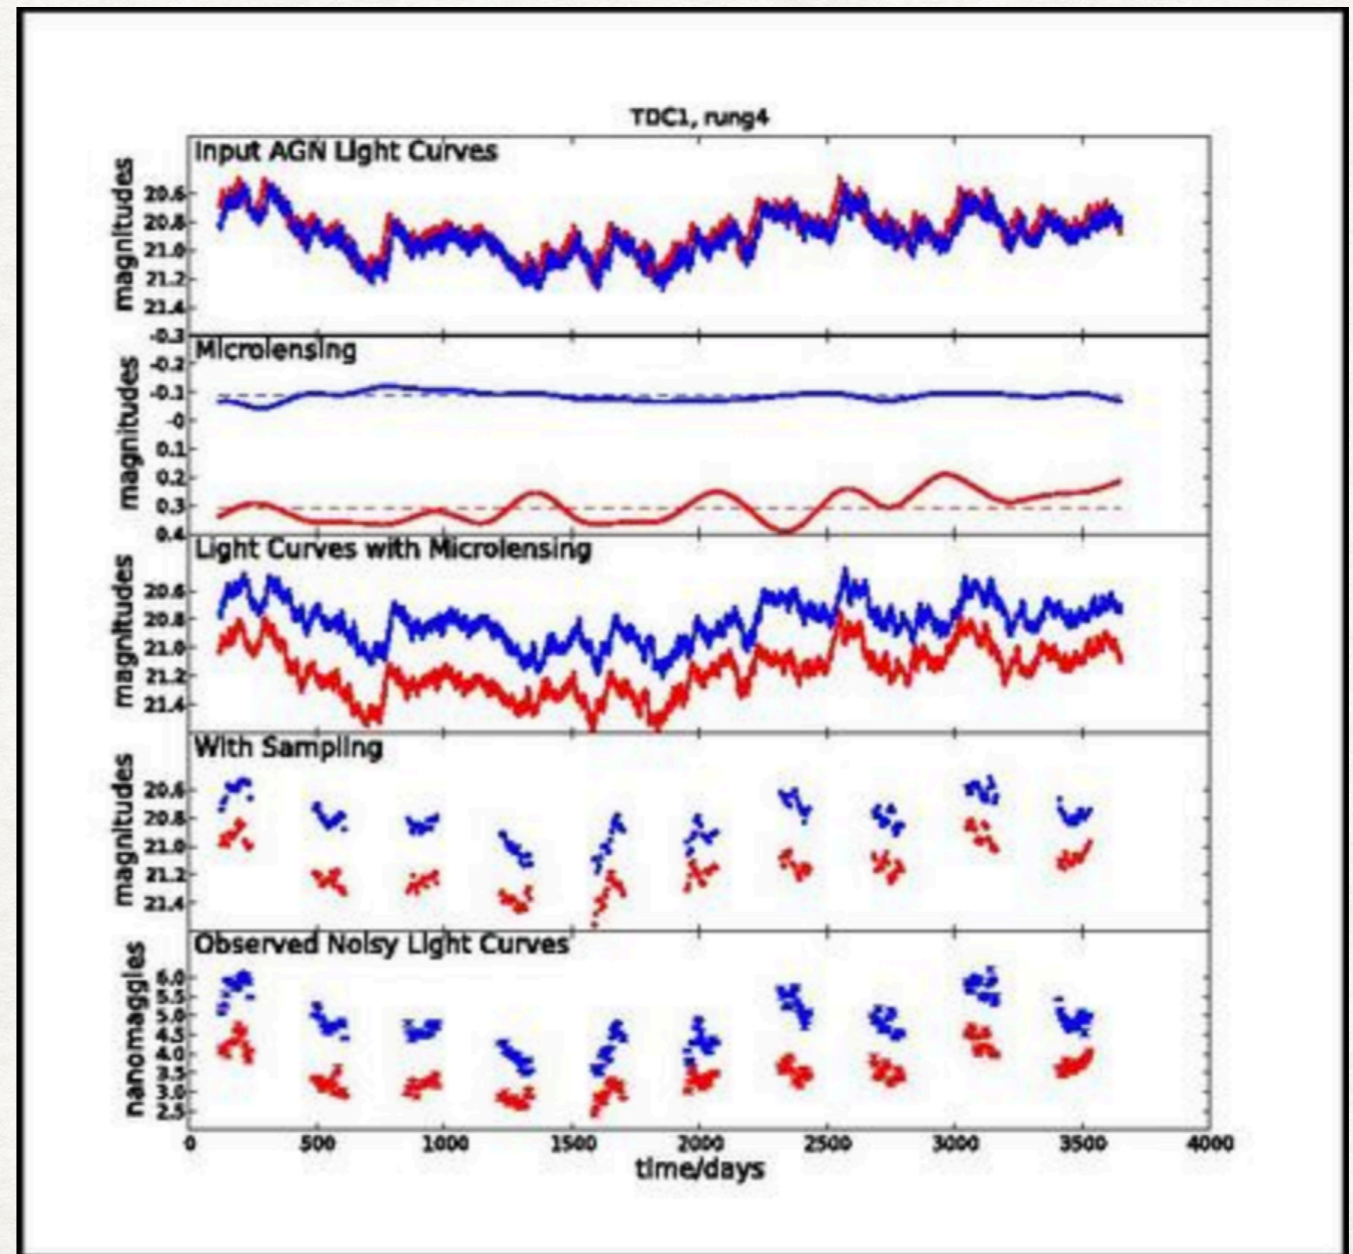 TDC1, rung4
Input AGN Light Curves
magnitudes
20.6
20.8
21.0
21.2
21.4
Microlensing
magnitudes
-0.3
-0.2
-0.1
-0
0.1
0.2
0.3
0.4
Light Curves with Microlensing
magnitudes
20.6
20.8
21.0
21.2
21.4
With Sampling
magnitudes
20.6
20.8
21.0
21.2
21.4
Observed Noisy Light Curves
nanomaggies
6.0
5.5
5.0
4.5
4.0
3.5
3.0
2.5
0 500 1000 1500 2000 2500 3000 3500 4000
time/days